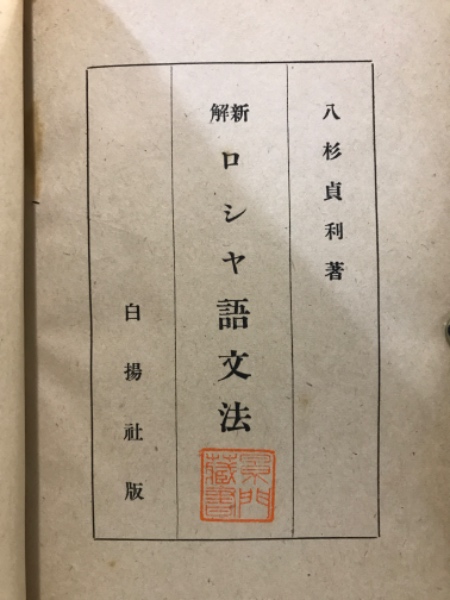 八杉貞利著
新解
ロシヤ語文法
白揚社版